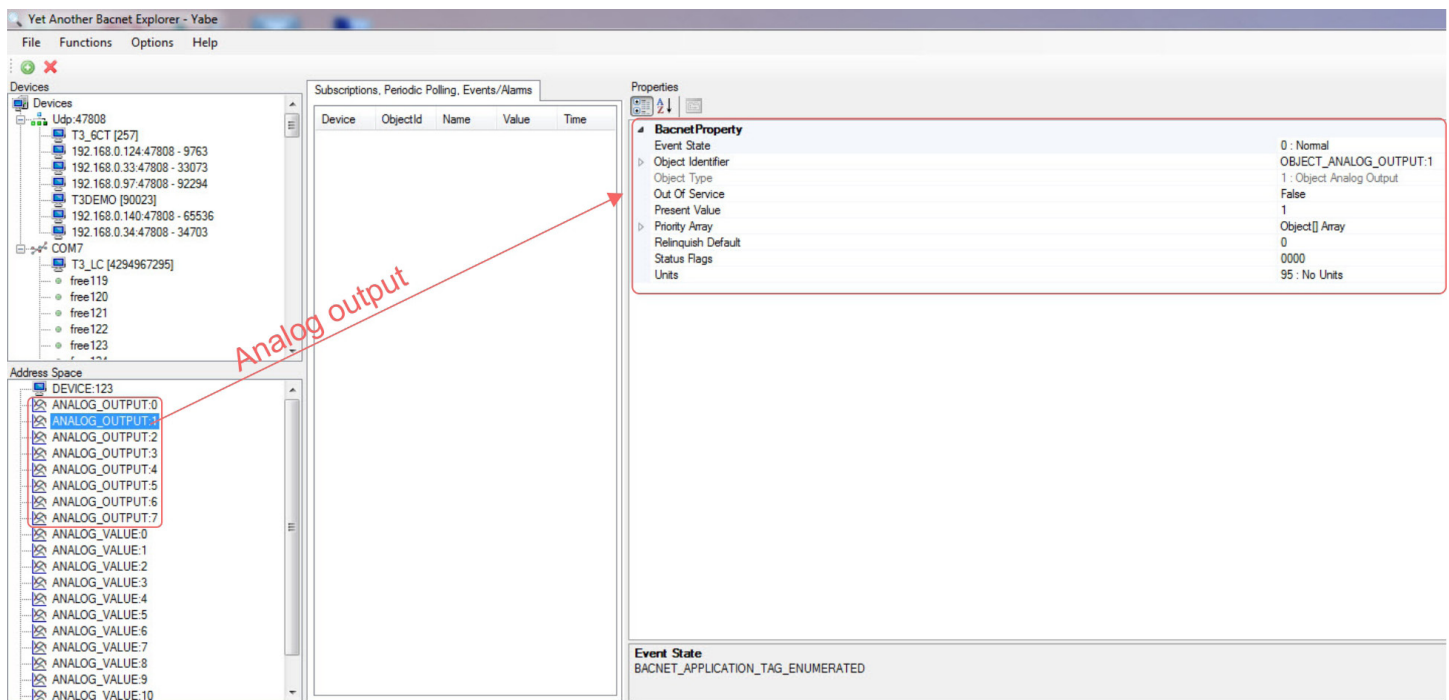 Yet Another Bacnet Explorer - Yabe
File Functions Options Help
Devices
Devices
Udp:47808
T3_6CT [257]
192.168.0.124:47808 - 9763
192.168.0.33:47808 - 33073
192.168.0.97:47808 - 92294
T3DEMO [90023]
192.168.0.140:47808 - 65536
192.168.0.34:47808 - 34703
COM7
T3_LC [4294967295]
free119
free120
free121
free122
free123
Address Space
DEVICE:123
ANALOG_OUTPUT:0
ANALOG_OUTPUT:1
ANALOG_OUTPUT:2
ANALOG_OUTPUT:3
ANALOG_OUTPUT:4
ANALOG_OUTPUT:5
ANALOG_OUTPUT:6
ANALOG_OUTPUT:7
ANALOG_VALUE:0
ANALOG_VALUE:1
ANALOG_VALUE:2
ANALOG_VALUE:3
ANALOG_VALUE:4
ANALOG_VALUE:5
ANALOG_VALUE:6
ANALOG_VALUE:7
ANALOG_VALUE:8
ANALOG_VALUE:9
ANALOG_VALUE:10
Analog output
Subscriptions, Periodic Polling, Events/Alarms
Device ObjectId Name Value Time
Properties
BacnetProperty
Event State 0 : Normal
Object Identifier OBJECT_ANALOG_OUTPUT:1
Object Type 1 : Object Analog Output
Out Of Service False
Present Value 1
Priority Array Object[] Array
Relinquish Default 0
Status Flags 0000
Units 95 : No Units
Event State
BACNET_APPLICATION_TAG_ENUMERATED